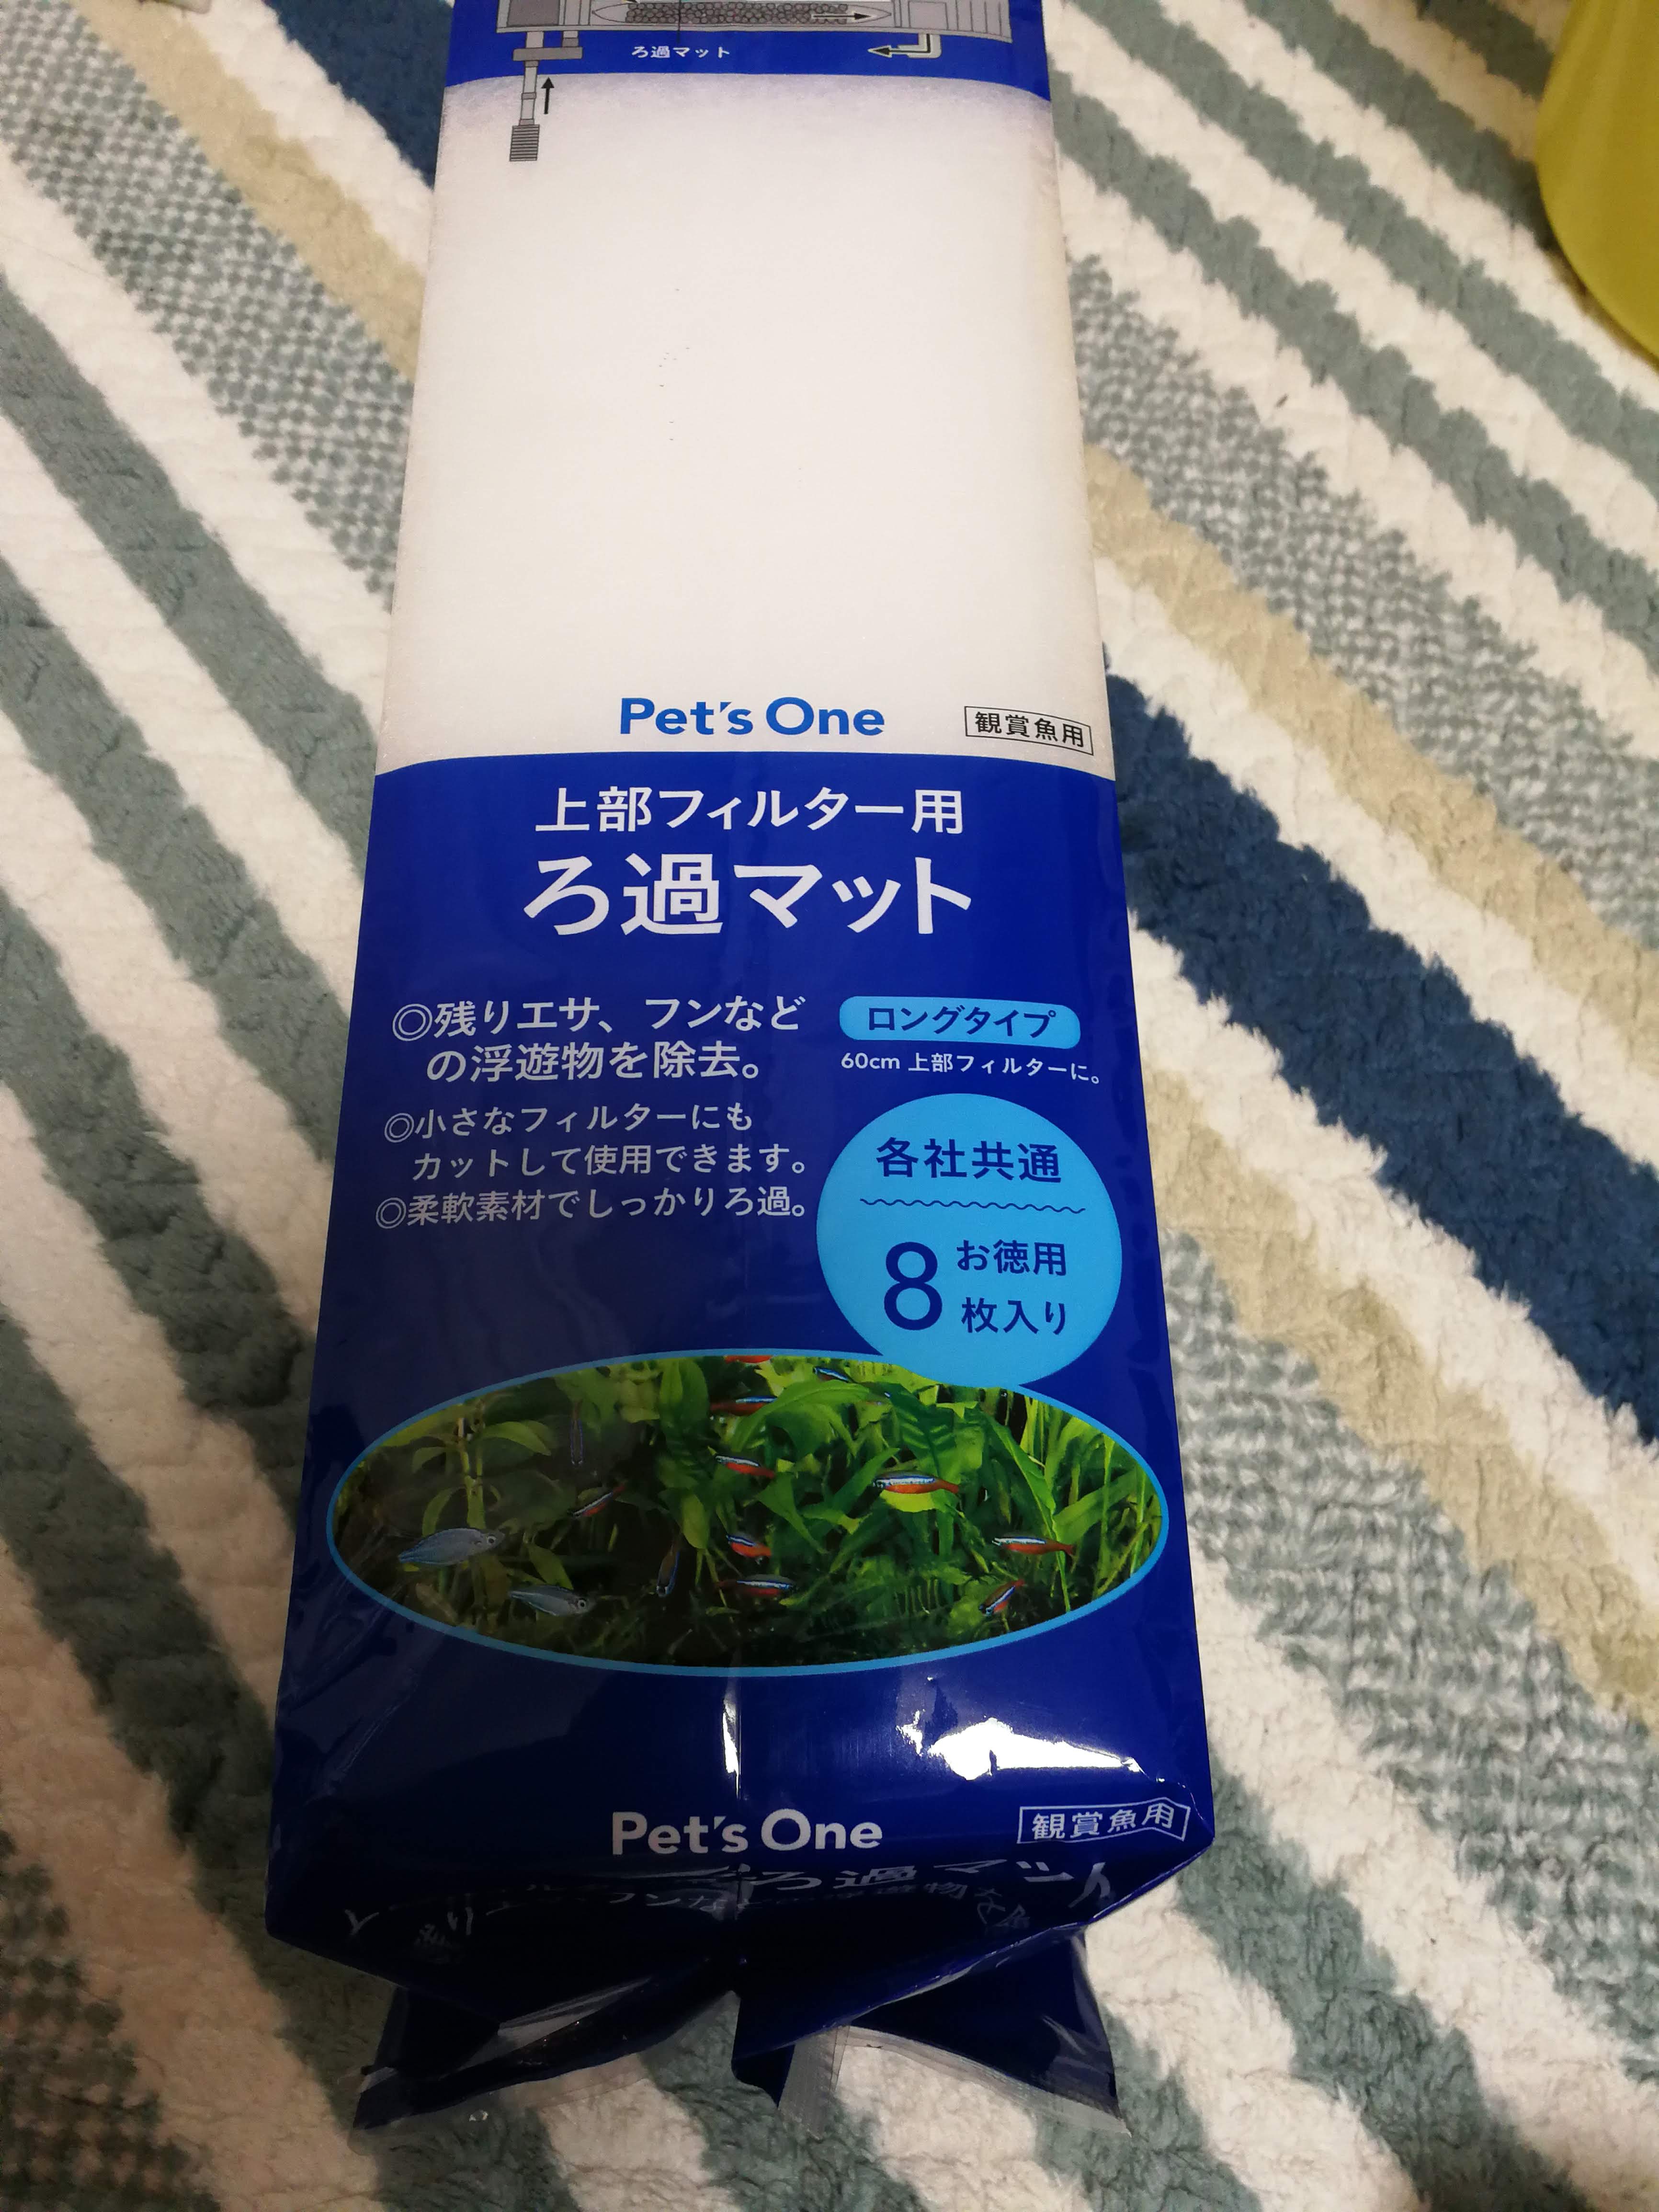 ろ過マット
Pet's One
観賞魚用
上部フィルター用
ろ過マット
◎残りエサ、フンなど
の浮遊物を除去。
◎小さなフィルターにも
カットして使用できます。
◎柔軟素材でしっかりろ過。
ロングタイプ
60cm 上部フィルターに。
各社共通
8 お徳用
枚入り
Pet's One
観賞魚用
ろ過マット